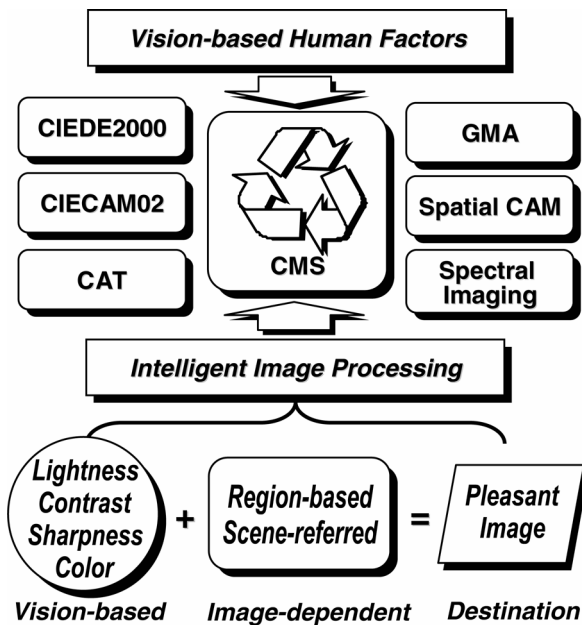 Vision-based Human Factors
CIEDE2000
CIECAM02
CAT
CMS
GMA
Spatial CAM
Spectral
Imaging
Intelligent Image Processing
Lightness
Contrast
Sharpness
Color
+
Region-based
Scene-referred
=
Pleasant
Image
Vision-based
Image-dependent
Destination